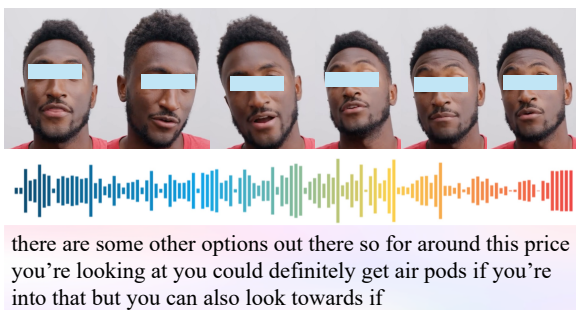 there are some other options out there so for around this price
you're looking at you could definitely get air pods if you're
into that but you can also look towards if